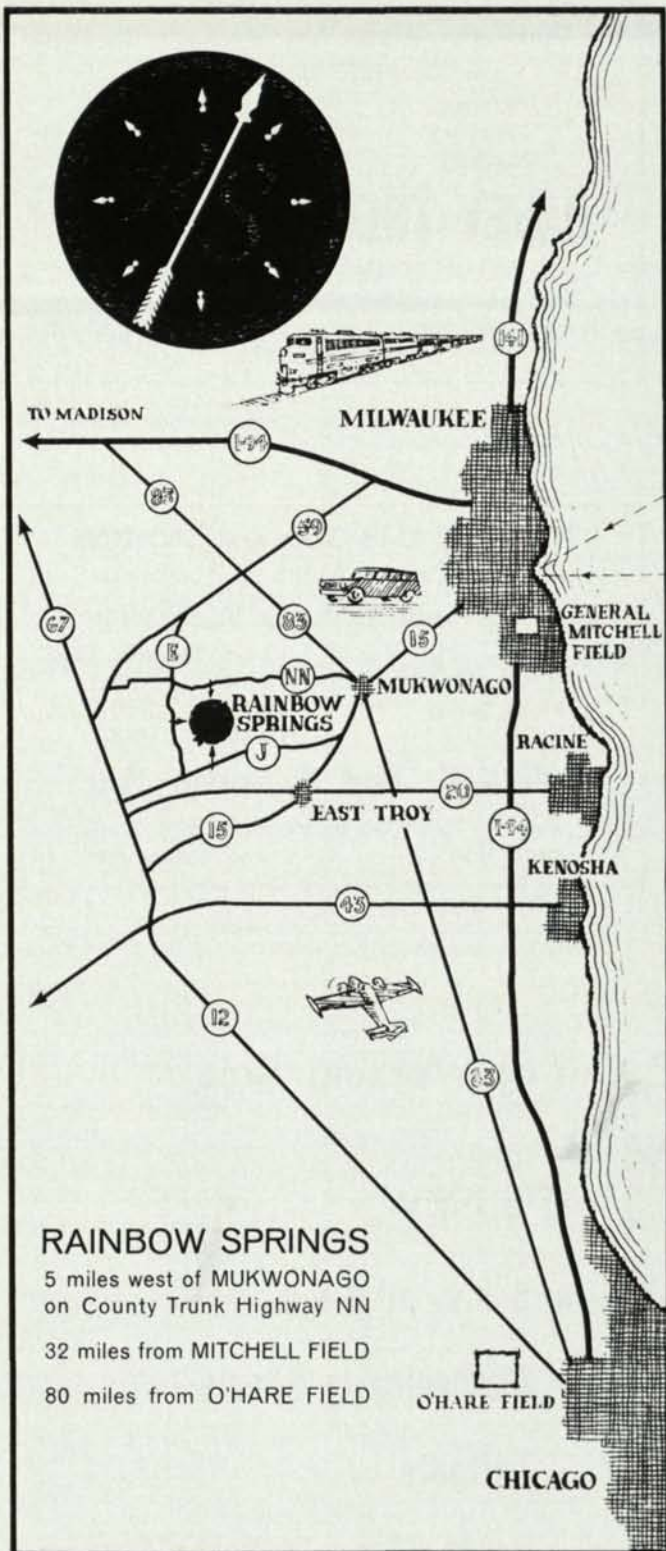 141
TO MADISON
MILWAUKEE
I-94
83
59
67
E
83
15
GENERAL
MITCHELL
FIELD
NN
MUKWONAGO
RAINBOW
SPRINGS
J
RACINE
EAST TROY
20
15
I-94
KENOSHA
43
12
83
RAINBOW SPRINGS
5 miles west of MUKWONAGO
on County Trunk Highway NN
32 miles from MITCHELL FIELD
80 miles from O'HARE FIELD
O'HARE FIELD
CHICAGO